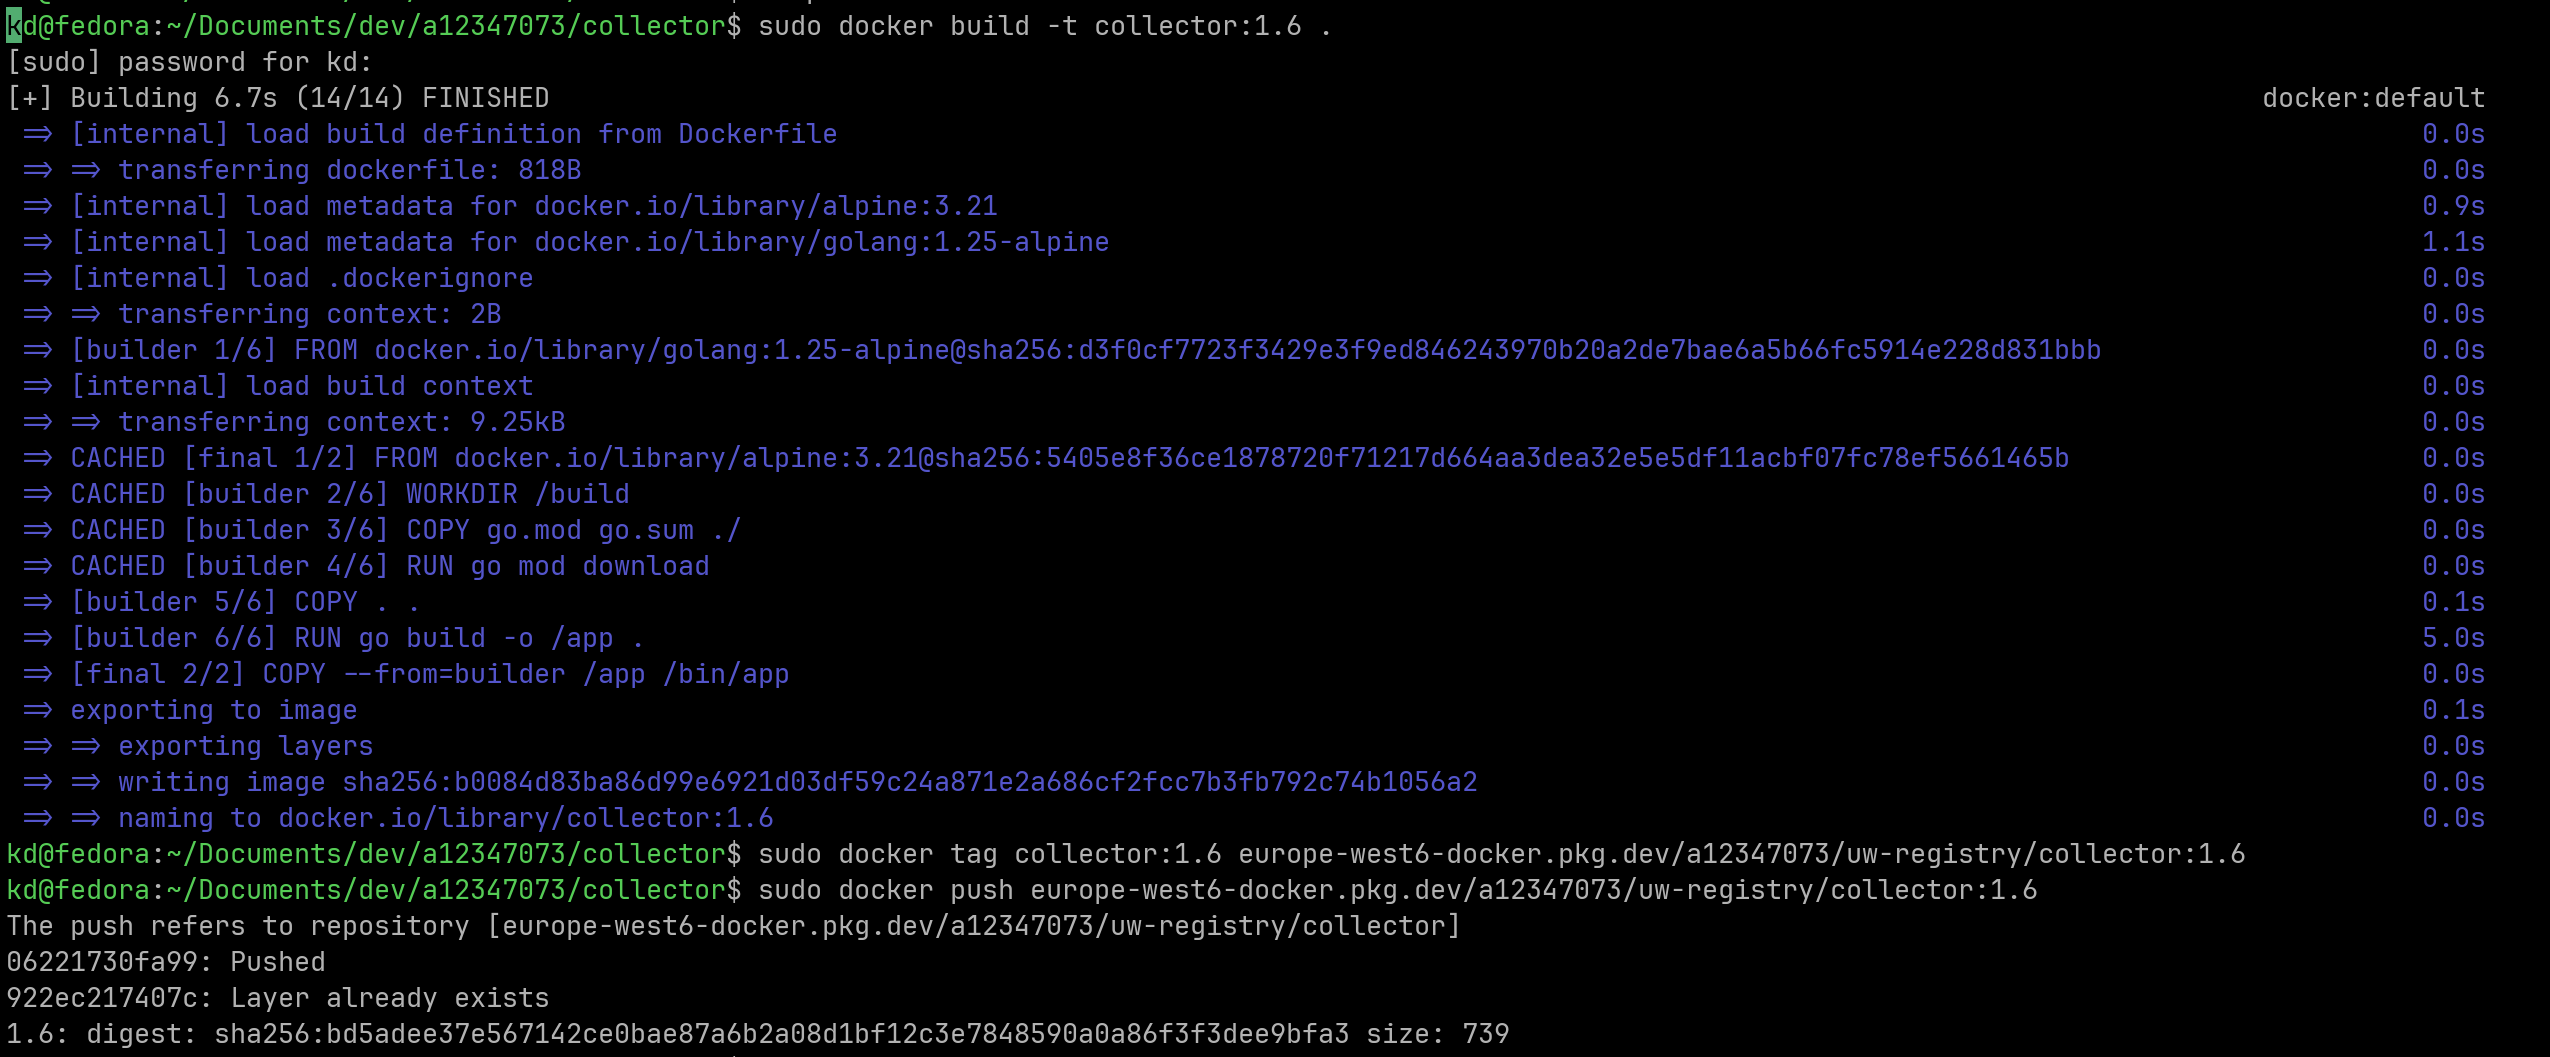 kd@fedora:~/Documents/dev/a12347073/collector$ sudo docker build -t collector:1.6 .
[sudo] password for kd:
[+] Building 6.7s (14/14) FINISHED docker:default
=> [internal] load build definition from Dockerfile 0.0s
=> => transferring dockerfile: 818B 0.0s
=> [internal] load metadata for docker.io/library/alpine:3.21 0.9s
=> [internal] load metadata for docker.io/library/golang:1.25-alpine 1.1s
=> [internal] load .dockerignore 0.0s
=> => transferring context: 2B 0.0s
=> [builder 1/6] FROM docker.io/library/golang:1.25-alpine@sha256:d3f0cf7723f3429e3f9ed846243970b20a2de7bae6a5b66fc5914e228d831bbb 0.0s
=> [internal] load build context 0.0s
=> => transferring context: 9.25kB 0.0s
=> CACHED [final 1/2] FROM docker.io/library/alpine:3.21@sha256:5405e8f36ce1878720f71217d664aa3dea32e5e5df11acbf07fc78ef5661465b 0.0s
=> CACHED [builder 2/6] WORKDIR /build 0.0s
=> CACHED [builder 3/6] COPY go.mod go.sum ./ 0.0s
=> CACHED [builder 4/6] RUN go mod download 0.0s
=> [builder 5/6] COPY . . 0.1s
=> [builder 6/6] RUN go build -o /app . 5.0s
=> [final 2/2] COPY --from=builder /app /bin/app 0.0s
=> exporting to image 0.1s
=> => exporting layers 0.0s
=> => writing image sha256:b0084d83ba86d99e6921d03df59c24a871e2a686cf2fcc7b3fb792c74b1056a2 0.0s
=> => naming to docker.io/library/collector:1.6 0.0s
kd@fedora:~/Documents/dev/a12347073/collector$ sudo docker tag collector:1.6 europe-west6-docker.pkg.dev/a12347073/uw-registry/collector:1.6
kd@fedora:~/Documents/dev/a12347073/collector$ sudo docker push europe-west6-docker.pkg.dev/a12347073/uw-registry/collector:1.6
The push refers to repository [europe-west6-docker.pkg.dev/a12347073/uw-registry/collector]
06221730fa99: Pushed
922ec217407c: Layer already exists
1.6: digest: sha256:bd5adee37e567142ce0bae87a6b2a08d1bf12c3e7848590a0a86f3f3dee9bfa3 size: 739